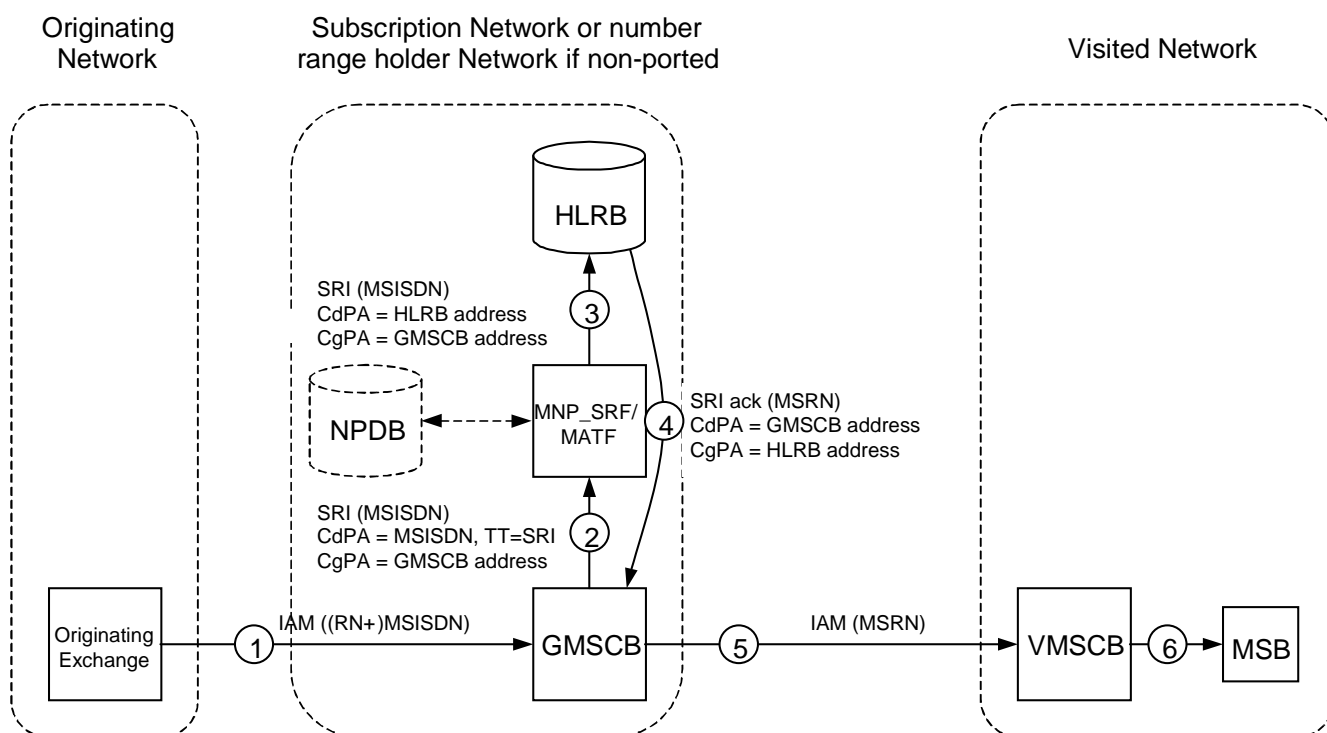 Originating
Network
Subscription Network or number
range holder Network if non-ported
Visited Network
HLRB
SRI (MSISDN)
CdPA = HLRB address
CgPA = GMSCB address
3
NPDB
MNP_SRF/
MATF
4
SRI ack (MSRN)
CdPA = GMSCB address
CgPA = HLRB address
SRI (MSISDN)
CdPA = MSISDN, TT=SRI
CgPA = GMSCB address
2
Originating
Exchange
1
IAM ((RN+)MSISDN)
GMSCB
5
IAM (MSRN)
VMSCB
6
MSB